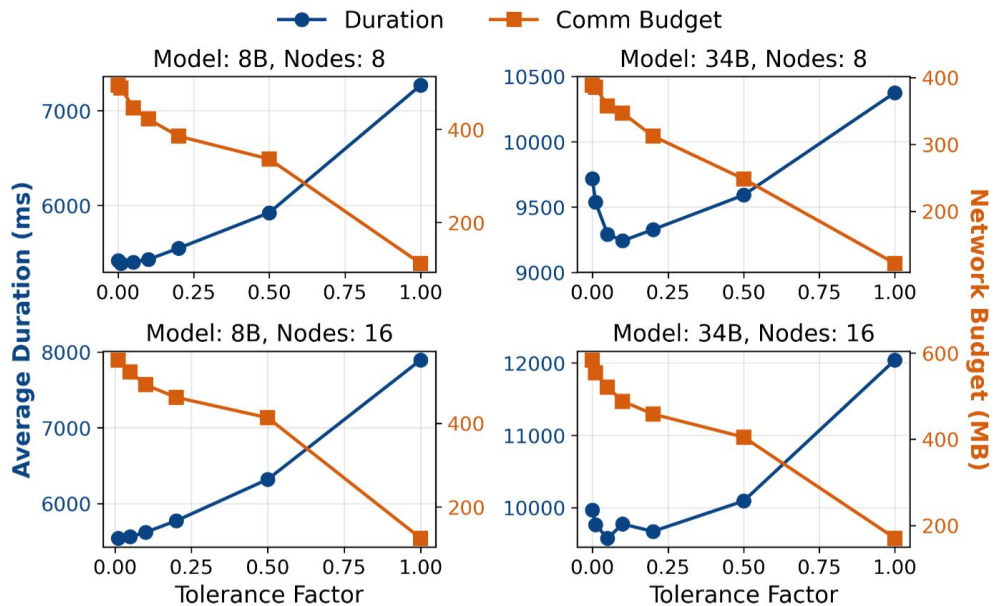 Duration Comm Budget
Model: 8B, Nodes: 8
7000
6000
400
200
0.00 0.25 0.50 0.75 1.00
Model: 34B, Nodes: 8
10500
10000
9500
9000
400
300
200
0.00 0.25 0.50 0.75 1.00
Average Duration (ms)
Network Budget (MB)
Model: 8B, Nodes: 16
8000
7000
6000
400
200
0.00 0.25 0.50 0.75 1.00
Tolerance Factor
Model: 34B, Nodes: 16
12000
11000
10000
600
400
200
0.00 0.25 0.50 0.75 1.00
Tolerance Factor